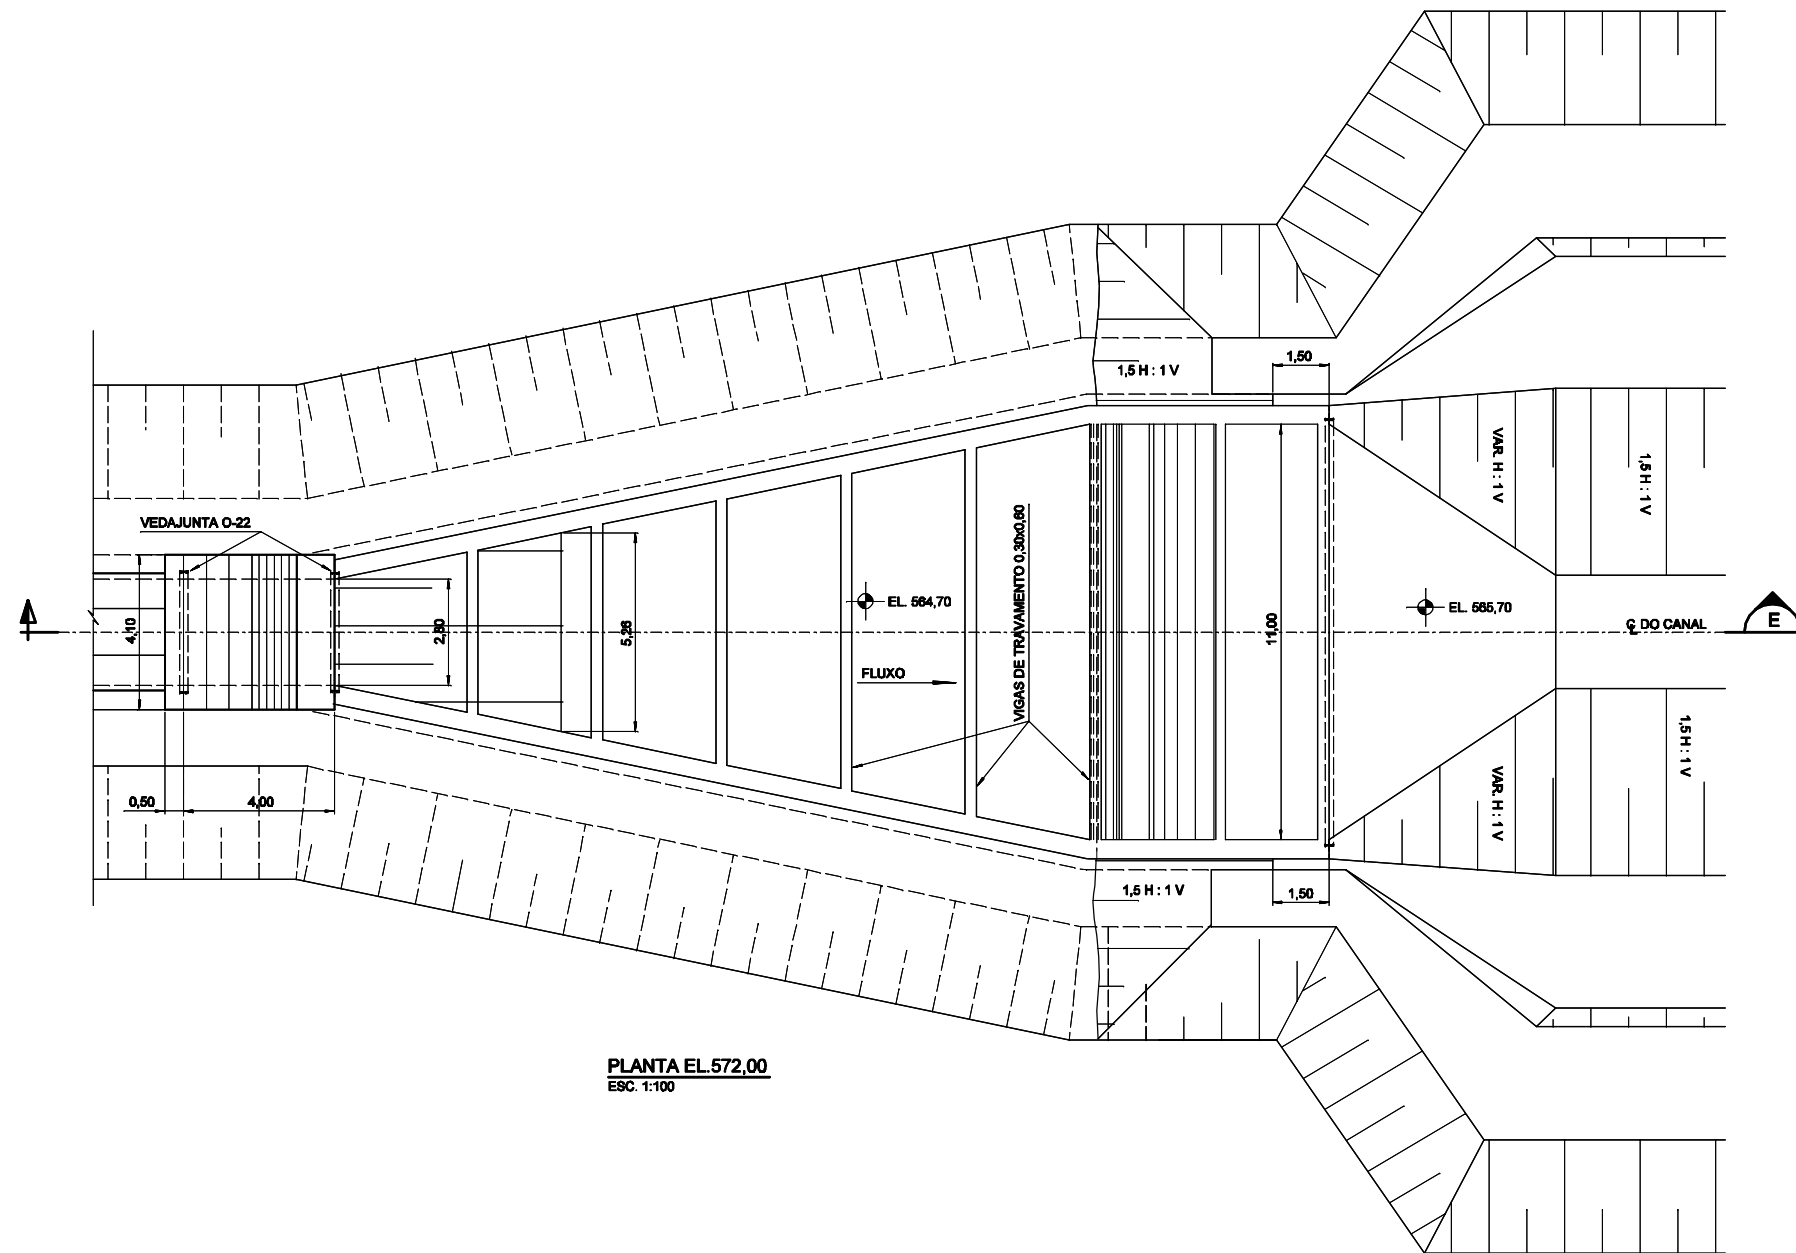 1,50
1,5 H : 1 V
VAR. H : 1 V
1,5 H : 1 V
VEDAJUNTA O-22
VIGAS DE TRAVAMENTO 0,30x0,60
EL. 564,70
EL. 565,70
4,10
2,80
5,26
11,00
℄ DO CANAL
E
FLUXO
1,5 H : 1 V
VAR. H : 1 V
0,50
4,00
1,5 H : 1 V
1,50
PLANTA EL.572,00
ESC. 1:100